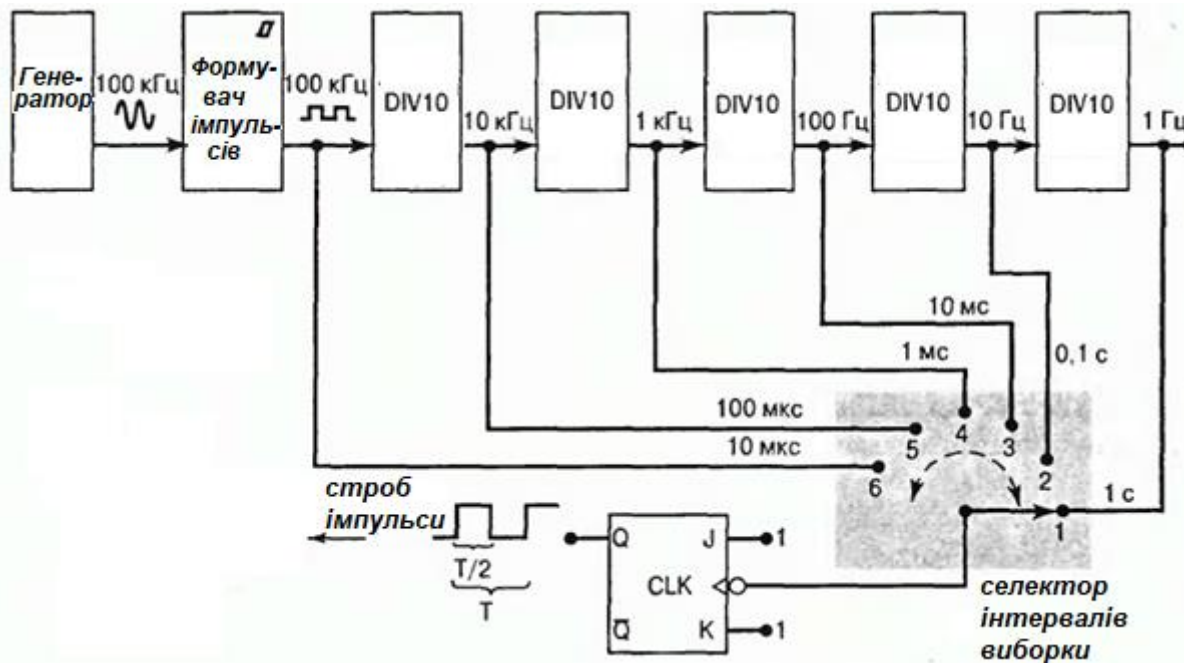 Гене-
ратор
100 кГц
Форму-
вач
імпуль-
сів
100 кГц
DIV10
10 кГц
DIV10
1 кГц
DIV10
100 Гц
DIV10
10 Гц
DIV10
1 Гц
10 мс
1 мс
0,1 с
100 мкс
10 мкс
4
5
3
6
2
1 с
1
строб
імпульси
T/2
T
Q
J
1
CLK
Q̅
K
1
селектор
інтервалів
виборки